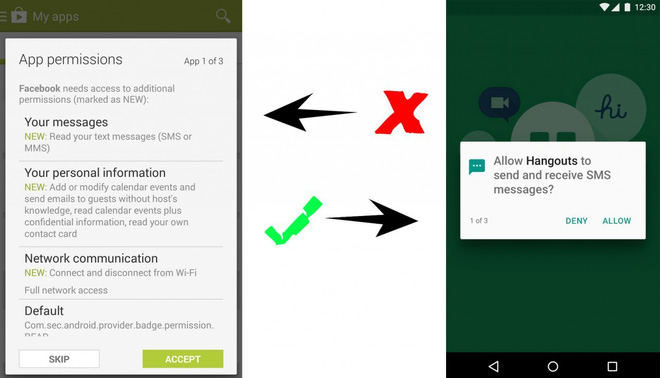 My apps
App permissions
App 1 of 3
Facebook needs access to additional
permissions (marked as NEW):
Your messages
NEW: Read your text messages (SMS or
MMS)
Your personal information
NEW: Add or modify calendar events and
send emails to guests without host's
knowledge, read calendar events plus
confidential information, read your own
contact card
Network communication
NEW: Connect and disconnect from Wi-Fi
Full network access
Default
Com.sec.android.provider.badge.permission.
SKIP
ACCEPT
X
12:30
hi
Allow Hangouts to
send and receive SMS
messages?
1 of 3
DENY
ALLOW